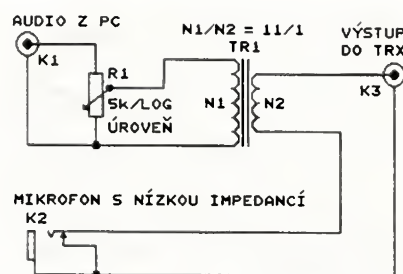 AUDIO Z PC
N1/N2 = 11/1
VÝSTUP
DO TRX
TR1
K1
R1
5k/LOG
ÚROVEŇ
N1
N2
K3
MIKROFON S NÍZKOU IMPEDANCÍ
K2